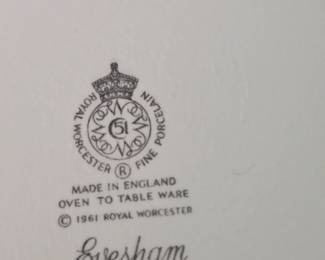 ROYAL WORCESTER ® FINE PORCELAIN
51
MADE IN ENGLAND
OVEN TO TABLE WARE
© 1961 ROYAL WORCESTER
Evesham